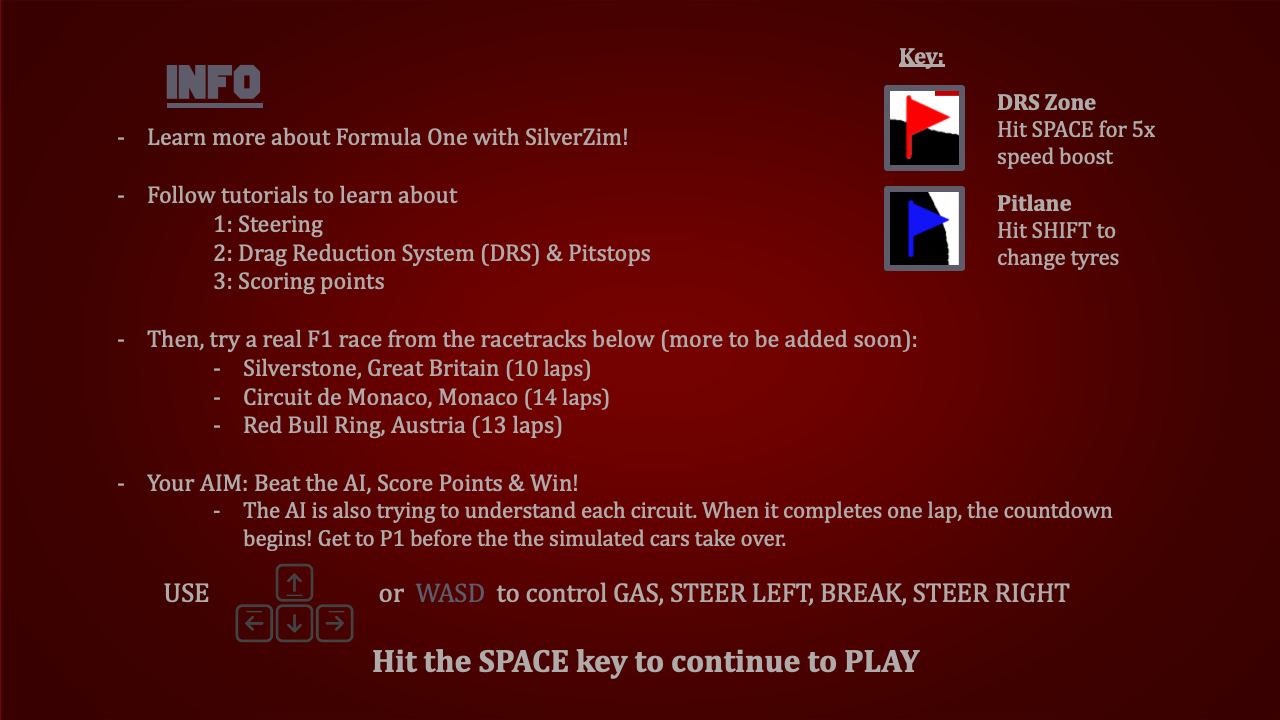 INFO
- Learn more about Formula One with SilverZim!
- Follow tutorials to learn about
1: Steering
2: Drag Reduction System (DRS) & Pitstops
3: Scoring points
- Then, try a real F1 race from the racetracks below (more to be added soon):
- Silverstone, Great Britain (10 laps)
- Circuit de Monaco, Monaco (14 laps)
- Red Bull Ring, Austria (13 laps)
- Your AIM: Beat the AI, Score Points & Win!
- The AI is also trying to understand each circuit. When it completes one lap, the countdown
begins! Get to P1 before the the simulated cars take over.
Key:
DRS Zone
Hit SPACE for 5x
speed boost
Pitlane
Hit SHIFT to
change tyres
USE ↑ ← ↓ → or WASD to control GAS, STEER LEFT, BREAK, STEER RIGHT
Hit the SPACE key to continue to PLAY